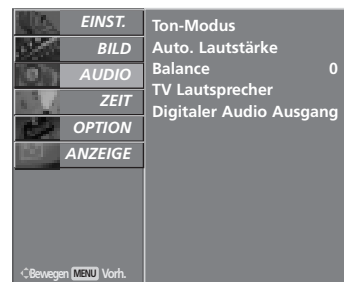 EINST.
BILD
AUDIO
ZEIT
OPTION
ANZEIGE
Ton-Modus
Auto. Lautstärke
Balance 0
TV Lautsprecher
Digitaler Audio Ausgang
Bewegen MENU Vorh.